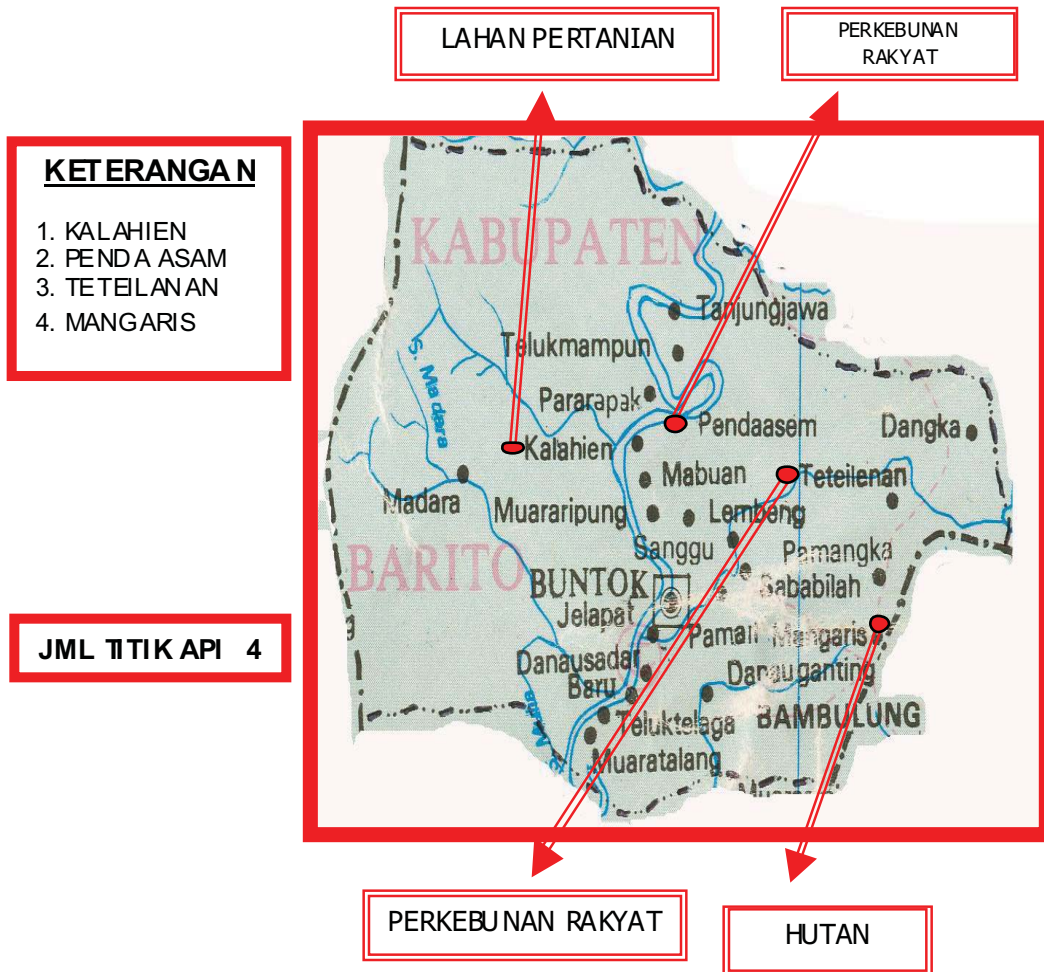 LAHAN PERTANIAN
PERKEBUNAN
RAKYAT
KETERANGAN
1. KALAHIEN
2. PENDA ASAM
3. TETEILANAN
4. MANGARIS
JML TITIK API 4
KABUPATEN
Tanjungjawa
Telukmampun
S. Madara
Pararapak
Pendaasem
Dangka
Kalahien
Mabuan
Teteilenan
Madara
Muararipung
Lembeng
Sanggu
Pamangka
BARITO
BUNTOK
Sababilah
Jelapat
Mangaris
Danausadar
Danauganting
Baru
Teluktelaga
BAMBULUNG
Muaratalang
PERKEBUNAN RAKYAT
HUTAN